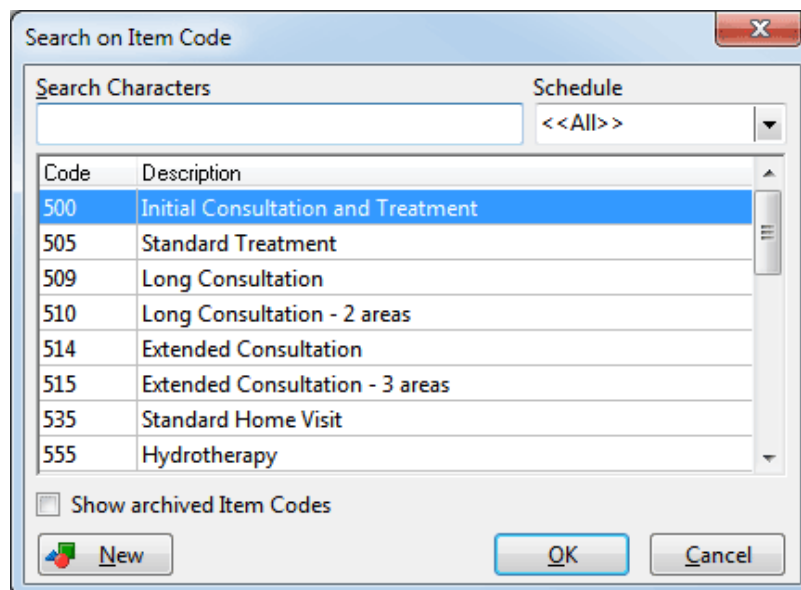 Search on Item Code
Search Characters Schedule
<<All>>
Code Description
500 Initial Consultation and Treatment
505 Standard Treatment
509 Long Consultation
510 Long Consultation - 2 areas
514 Extended Consultation
515 Extended Consultation - 3 areas
535 Standard Home Visit
555 Hydrotherapy
Show archived Item Codes
New OK Cancel